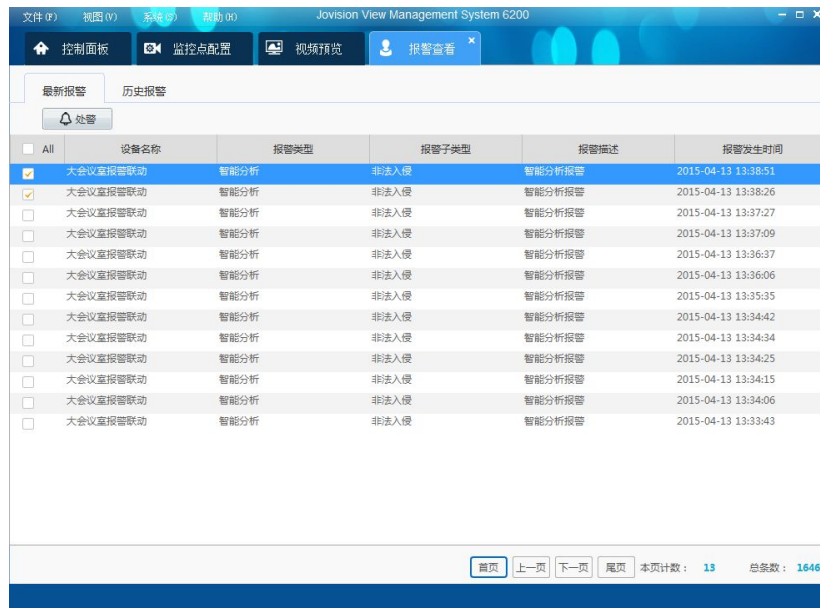 文件(F) 视图(V) 系统(S) 帮助(H) Jovision View Management System 6200
控制面板 监控点配置 视频预览 报警查看
最新报警 历史报警
处警
All 设备名称 报警类型 报警子类型 报警描述 报警发生时间
大会议室报警联动 智能分析 非法入侵 智能分析报警 2015-04-13 13:38:51
大会议室报警联动 智能分析 非法入侵 智能分析报警 2015-04-13 13:38:26
大会议室报警联动 智能分析 非法入侵 智能分析报警 2015-04-13 13:37:27
大会议室报警联动 智能分析 非法入侵 智能分析报警 2015-04-13 13:37:09
大会议室报警联动 智能分析 非法入侵 智能分析报警 2015-04-13 13:36:37
大会议室报警联动 智能分析 非法入侵 智能分析报警 2015-04-13 13:36:06
大会议室报警联动 智能分析 非法入侵 智能分析报警 2015-04-13 13:35:35
大会议室报警联动 智能分析 非法入侵 智能分析报警 2015-04-13 13:34:42
大会议室报警联动 智能分析 非法入侵 智能分析报警 2015-04-13 13:34:34
大会议室报警联动 智能分析 非法入侵 智能分析报警 2015-04-13 13:34:25
大会议室报警联动 智能分析 非法入侵 智能分析报警 2015-04-13 13:34:15
大会议室报警联动 智能分析 非法入侵 智能分析报警 2015-04-13 13:34:06
大会议室报警联动 智能分析 非法入侵 智能分析报警 2015-04-13 13:33:43
首页 上一页 下一页 尾页 本页计数： 13 总条数： 1646